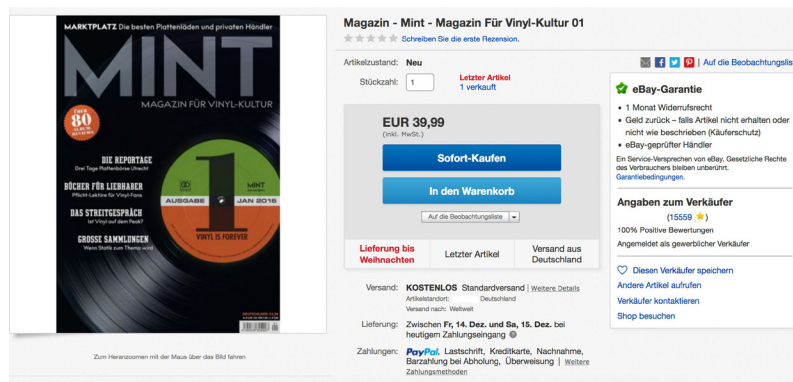 Magazin - Mint - Magazin Für Vinyl-Kultur 01
Schreiben Sie die erste Rezension.
MARKTPLATZ Die besten Plattenläden und privaten Händler
MINT
MAGAZIN FÜR VINYL-KULTUR
ÜBER
80
ALBUM-
REVIEWS
DIE REPORTAGE
Drei Tage Plattenbörse Utrecht
BÜCHER FÜR LIEBHABER
Pflicht-Lektüre für Vinyl-Fans
DAS STREITGESPRÄCH
Ist Vinyl auf dem Peak?
GROSSE SAMMLUNGEN
Wenn Statik zum Thema wird
MINT
AUSGABE
1
JAN 2016
VINYL IS FOREVER
Zum Heranzoomen mit der Maus über das Bild fahren
Artikelzustand: Neu
Stückzahl: 1
Letzter Artikel
1 verkauft
EUR 39,99
(inkl. MwSt.)
Sofort-Kaufen
In den Warenkorb
Auf die Beobachtungsliste
Lieferung bis Weihnachten
Letzter Artikel
Versand aus Deutschland
Versand: KOSTENLOS Standardversand | Weitere Details
Artikelstandort: Deutschland
Versand nach: Weltweit
Lieferung: Zwischen Fr, 14. Dez. und Sa, 15. Dez. bei
heutigem Zahlungseingang
Zahlungen: PayPal, Lastschrift, Kreditkarte, Nachnahme,
Barzahlung bei Abholung, Überweisung | Weitere
Zahlungsmethoden
| Auf die Beobachtungslis
eBay-Garantie
• 1 Monat Widerrufsrecht
• Geld zurück – falls Artikel nicht erhalten oder
nicht wie beschrieben (Käuferschutz)
• eBay-geprüfter Händler
Ein Service-Versprechen von eBay. Gesetzliche Rechte
des Verbrauchers bleiben unberührt.
Garantiebedingungen.
Angaben zum Verkäufer
(15559)
100% Positive Bewertungen
Angemeldet als gewerblicher Verkäufer
Diesen Verkäufer speichern
Andere Artikel aufrufen
Verkäufer kontaktieren
Shop besuchen